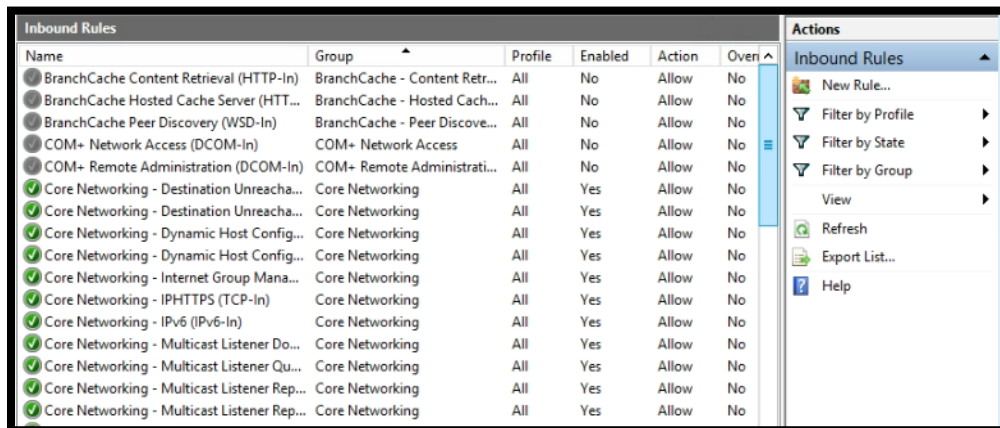 Inbound Rules
Name Group Profile Enabled Action Overr
BranchCache Content Retrieval (HTTP-In) BranchCache - Content Retr... All No Allow No
BranchCache Hosted Cache Server (HTT... BranchCache - Hosted Cach... All No Allow No
BranchCache Peer Discovery (WSD-In) BranchCache - Peer Discove... All No Allow No
COM+ Network Access (DCOM-In) COM+ Network Access All No Allow No
COM+ Remote Administration (DCOM-In) COM+ Remote Administrati... All No Allow No
Core Networking - Destination Unreacha... Core Networking All Yes Allow No
Core Networking - Destination Unreacha... Core Networking All Yes Allow No
Core Networking - Dynamic Host Config... Core Networking All Yes Allow No
Core Networking - Dynamic Host Config... Core Networking All Yes Allow No
Core Networking - Internet Group Mana... Core Networking All Yes Allow No
Core Networking - IPHTTPS (TCP-In) Core Networking All Yes Allow No
Core Networking - IPv6 (IPv6-In) Core Networking All Yes Allow No
Core Networking - Multicast Listener Do... Core Networking All Yes Allow No
Core Networking - Multicast Listener Qu... Core Networking All Yes Allow No
Core Networking - Multicast Listener Rep... Core Networking All Yes Allow No
Core Networking - Multicast Listener Rep... Core Networking All Yes Allow No
Actions
Inbound Rules
New Rule...
Filter by Profile
Filter by State
Filter by Group
View
Refresh
Export List...
Help